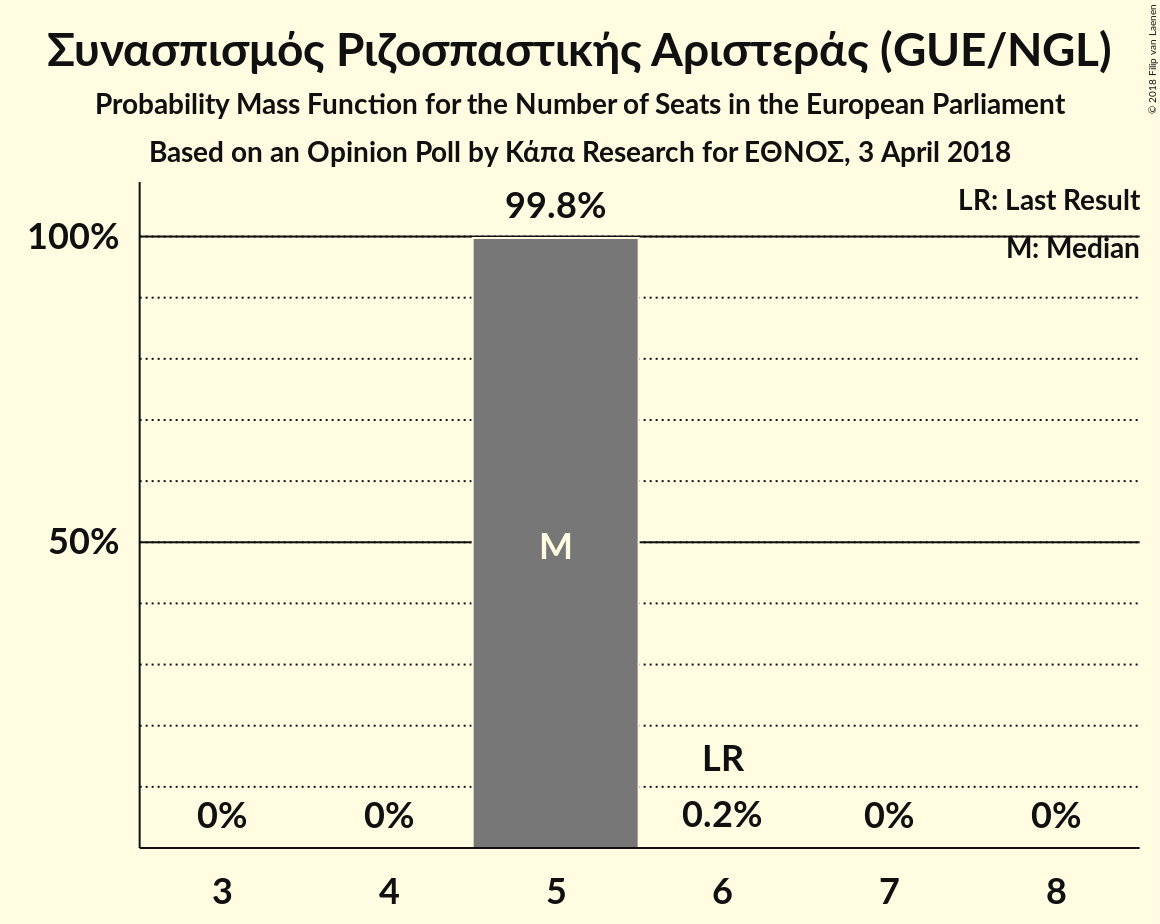 Συνασπισμός Ριζοσπαστικής Αριστεράς (GUE/NGL)
Probability Mass Function for the Number of Seats in the European Parliament
Based on an Opinion Poll by Κάπα Research for ΕΘΝΟΣ, 3 April 2018
© 2018 Filip van Laenen
LR: Last Result
M: Median
99.8%
100%
50%
M
LR
0%
0%
0.2%
0%
0%
3
4
5
6
7
8